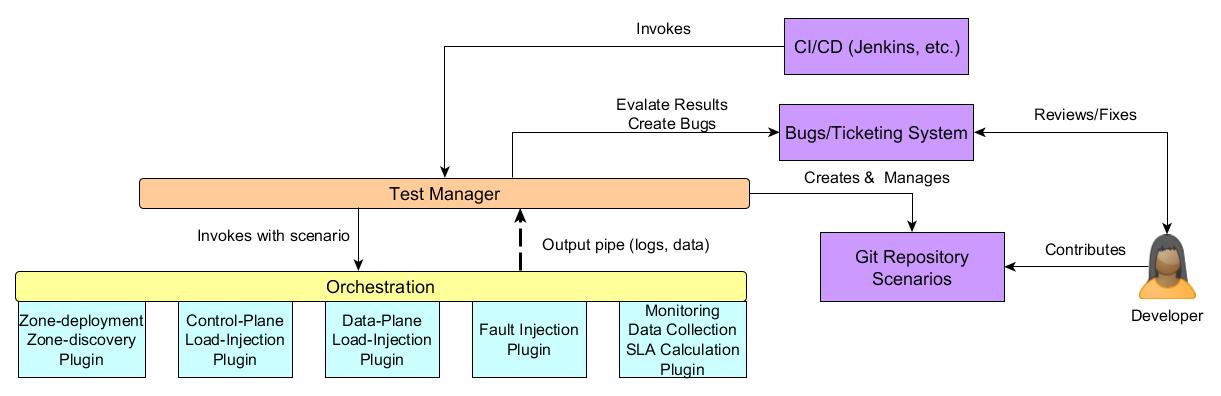 Invokes
CI/CD (Jenkins, etc.)
Evalate Results
Create Bugs
Bugs/Ticketing System
Reviews/Fixes
Test Manager
Creates & Manages
Invokes with scenario
Output pipe (logs, data)
Git Repository
Scenarios
Contributes
Developer
Orchestration
Zone-deployment
Zone-discovery
Plugin
Control-Plane
Load-Injection
Plugin
Data-Plane
Load-Injection
Plugin
Fault Injection
Plugin
Monitoring
Data Collection
SLA Calculation
Plugin